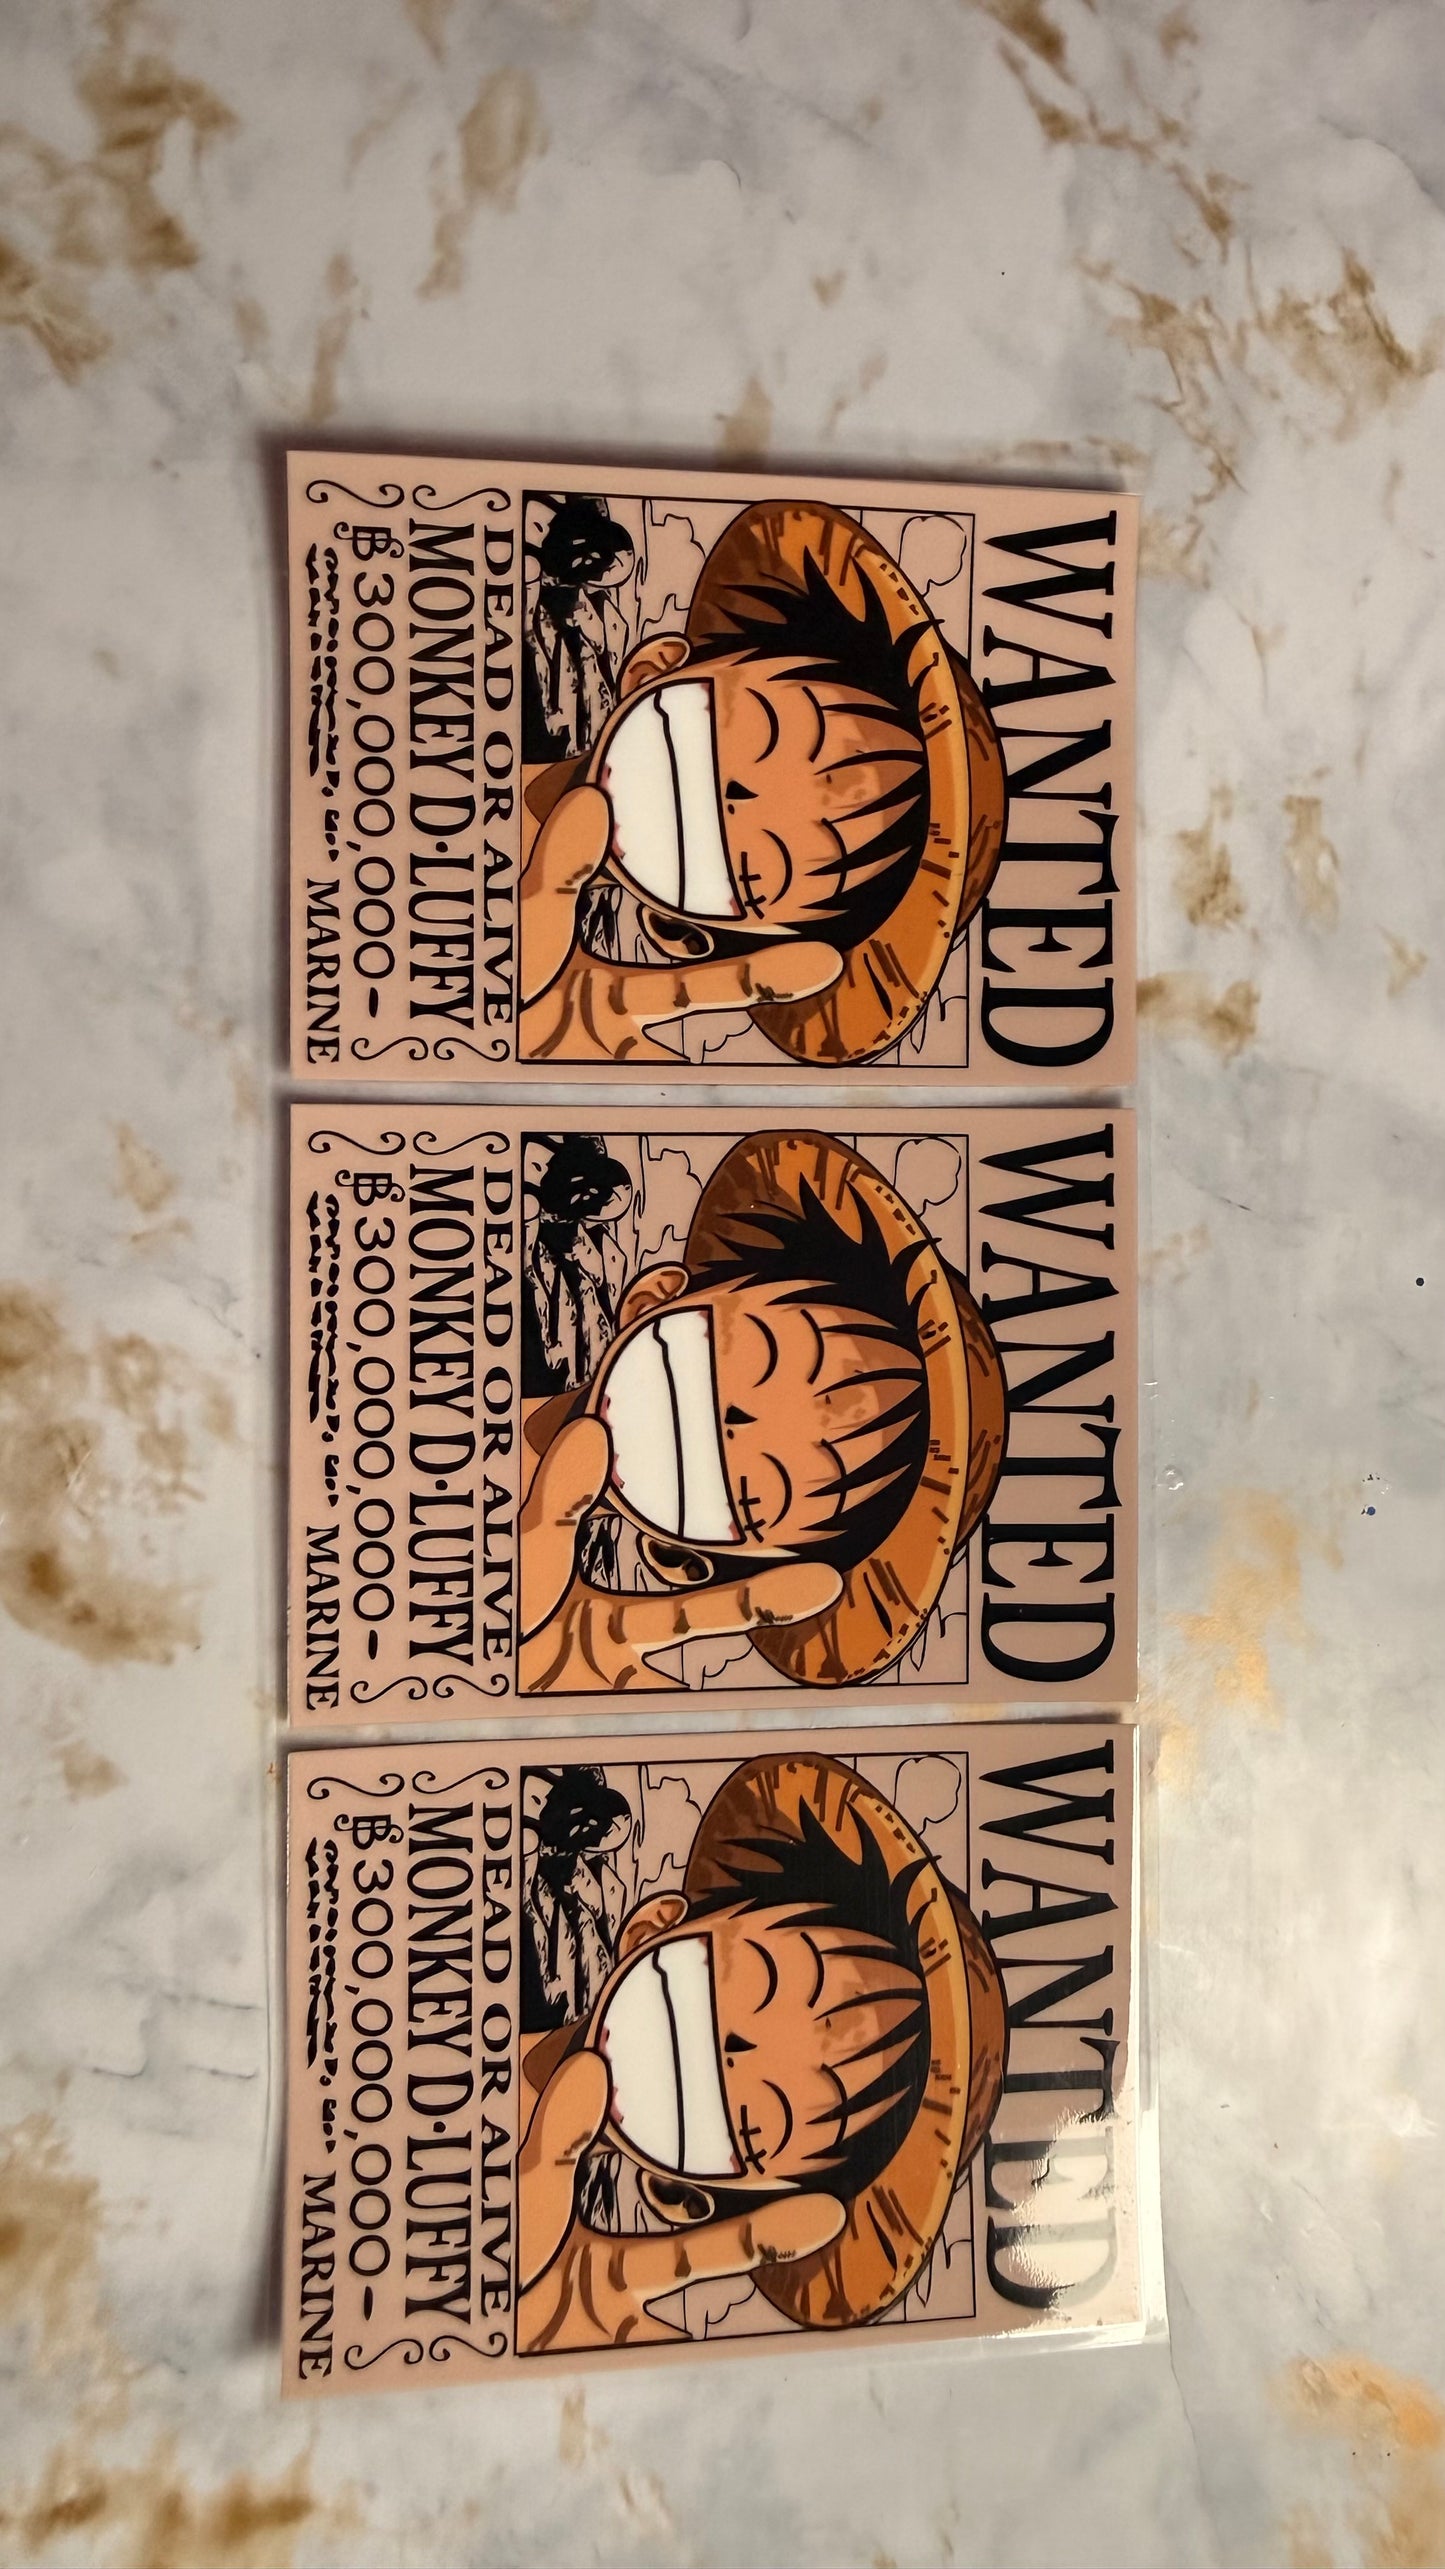 WANTED
DEAD OR ALIVE
MONKEY D•LUFFY
฿300,000,000-
MARINE
WANTED
DEAD OR ALIVE
MONKEY D•LUFFY
฿300,000,000-
MARINE
WANTED
DEAD OR ALIVE
MONKEY D•LUFFY
฿300,000,000-
MARINE